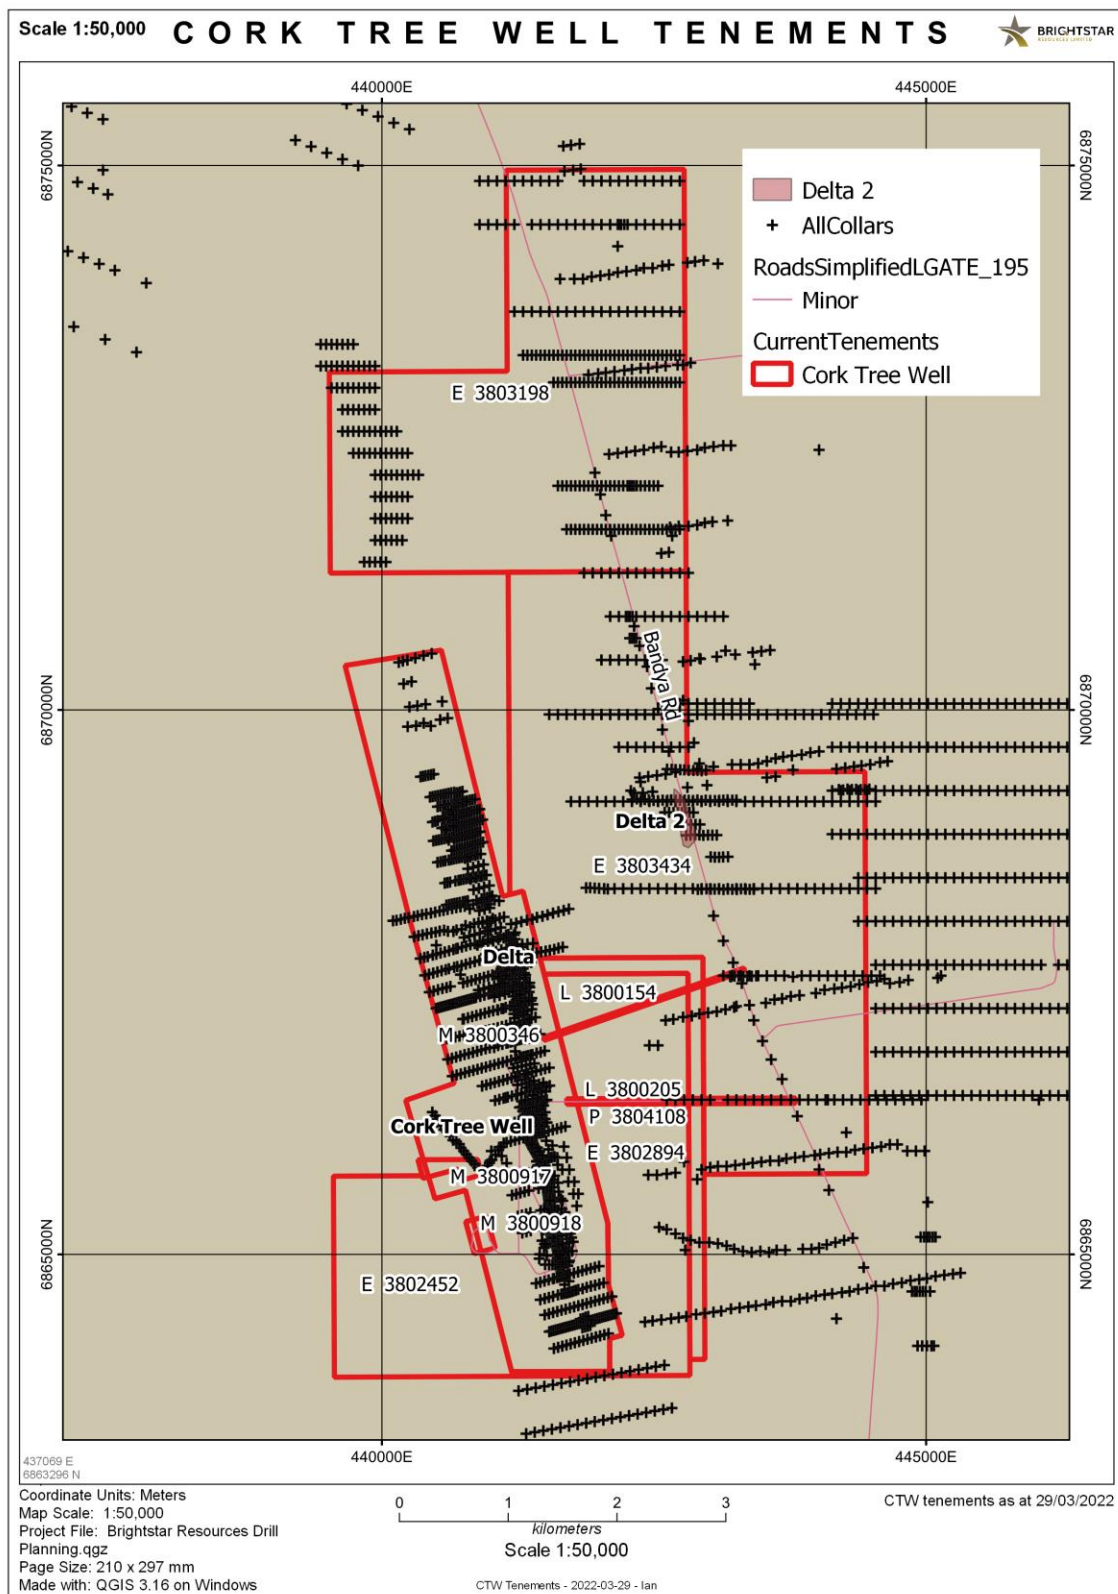 Scale 1:50,000
CORK TREE WELL TENEMENTS
BRIGHTSTAR
RESOURCES LIMITED
440000E
445000E
6875000N
6875000N
Delta 2
AllCollars
RoadsSimplifiedLGATE_195
Minor
CurrentTenements
Cork Tree Well
E 3803198
Bandya Rd
6870000N
6870000N
Delta 2
E 3803434
Delta
L 3800154
M 3800346
L 3800205
P 3804108
Cork Tree Well
E 3802894
M 3800917
M 3800918
6865000N
6865000N
E 3802452
440000E
445000E
437069 E
6863296 N
Coordinate Units: Meters
Map Scale: 1:50,000
Project File: Brightstar Resources Drill
Planning.qgz
Page Size: 210 x 297 mm
Made with: QGIS 3.16 on Windows
0 1 2 3
kilometers
Scale 1:50,000
CTW Tenements - 2022-03-29 - Ian
CTW tenements as at 29/03/2022